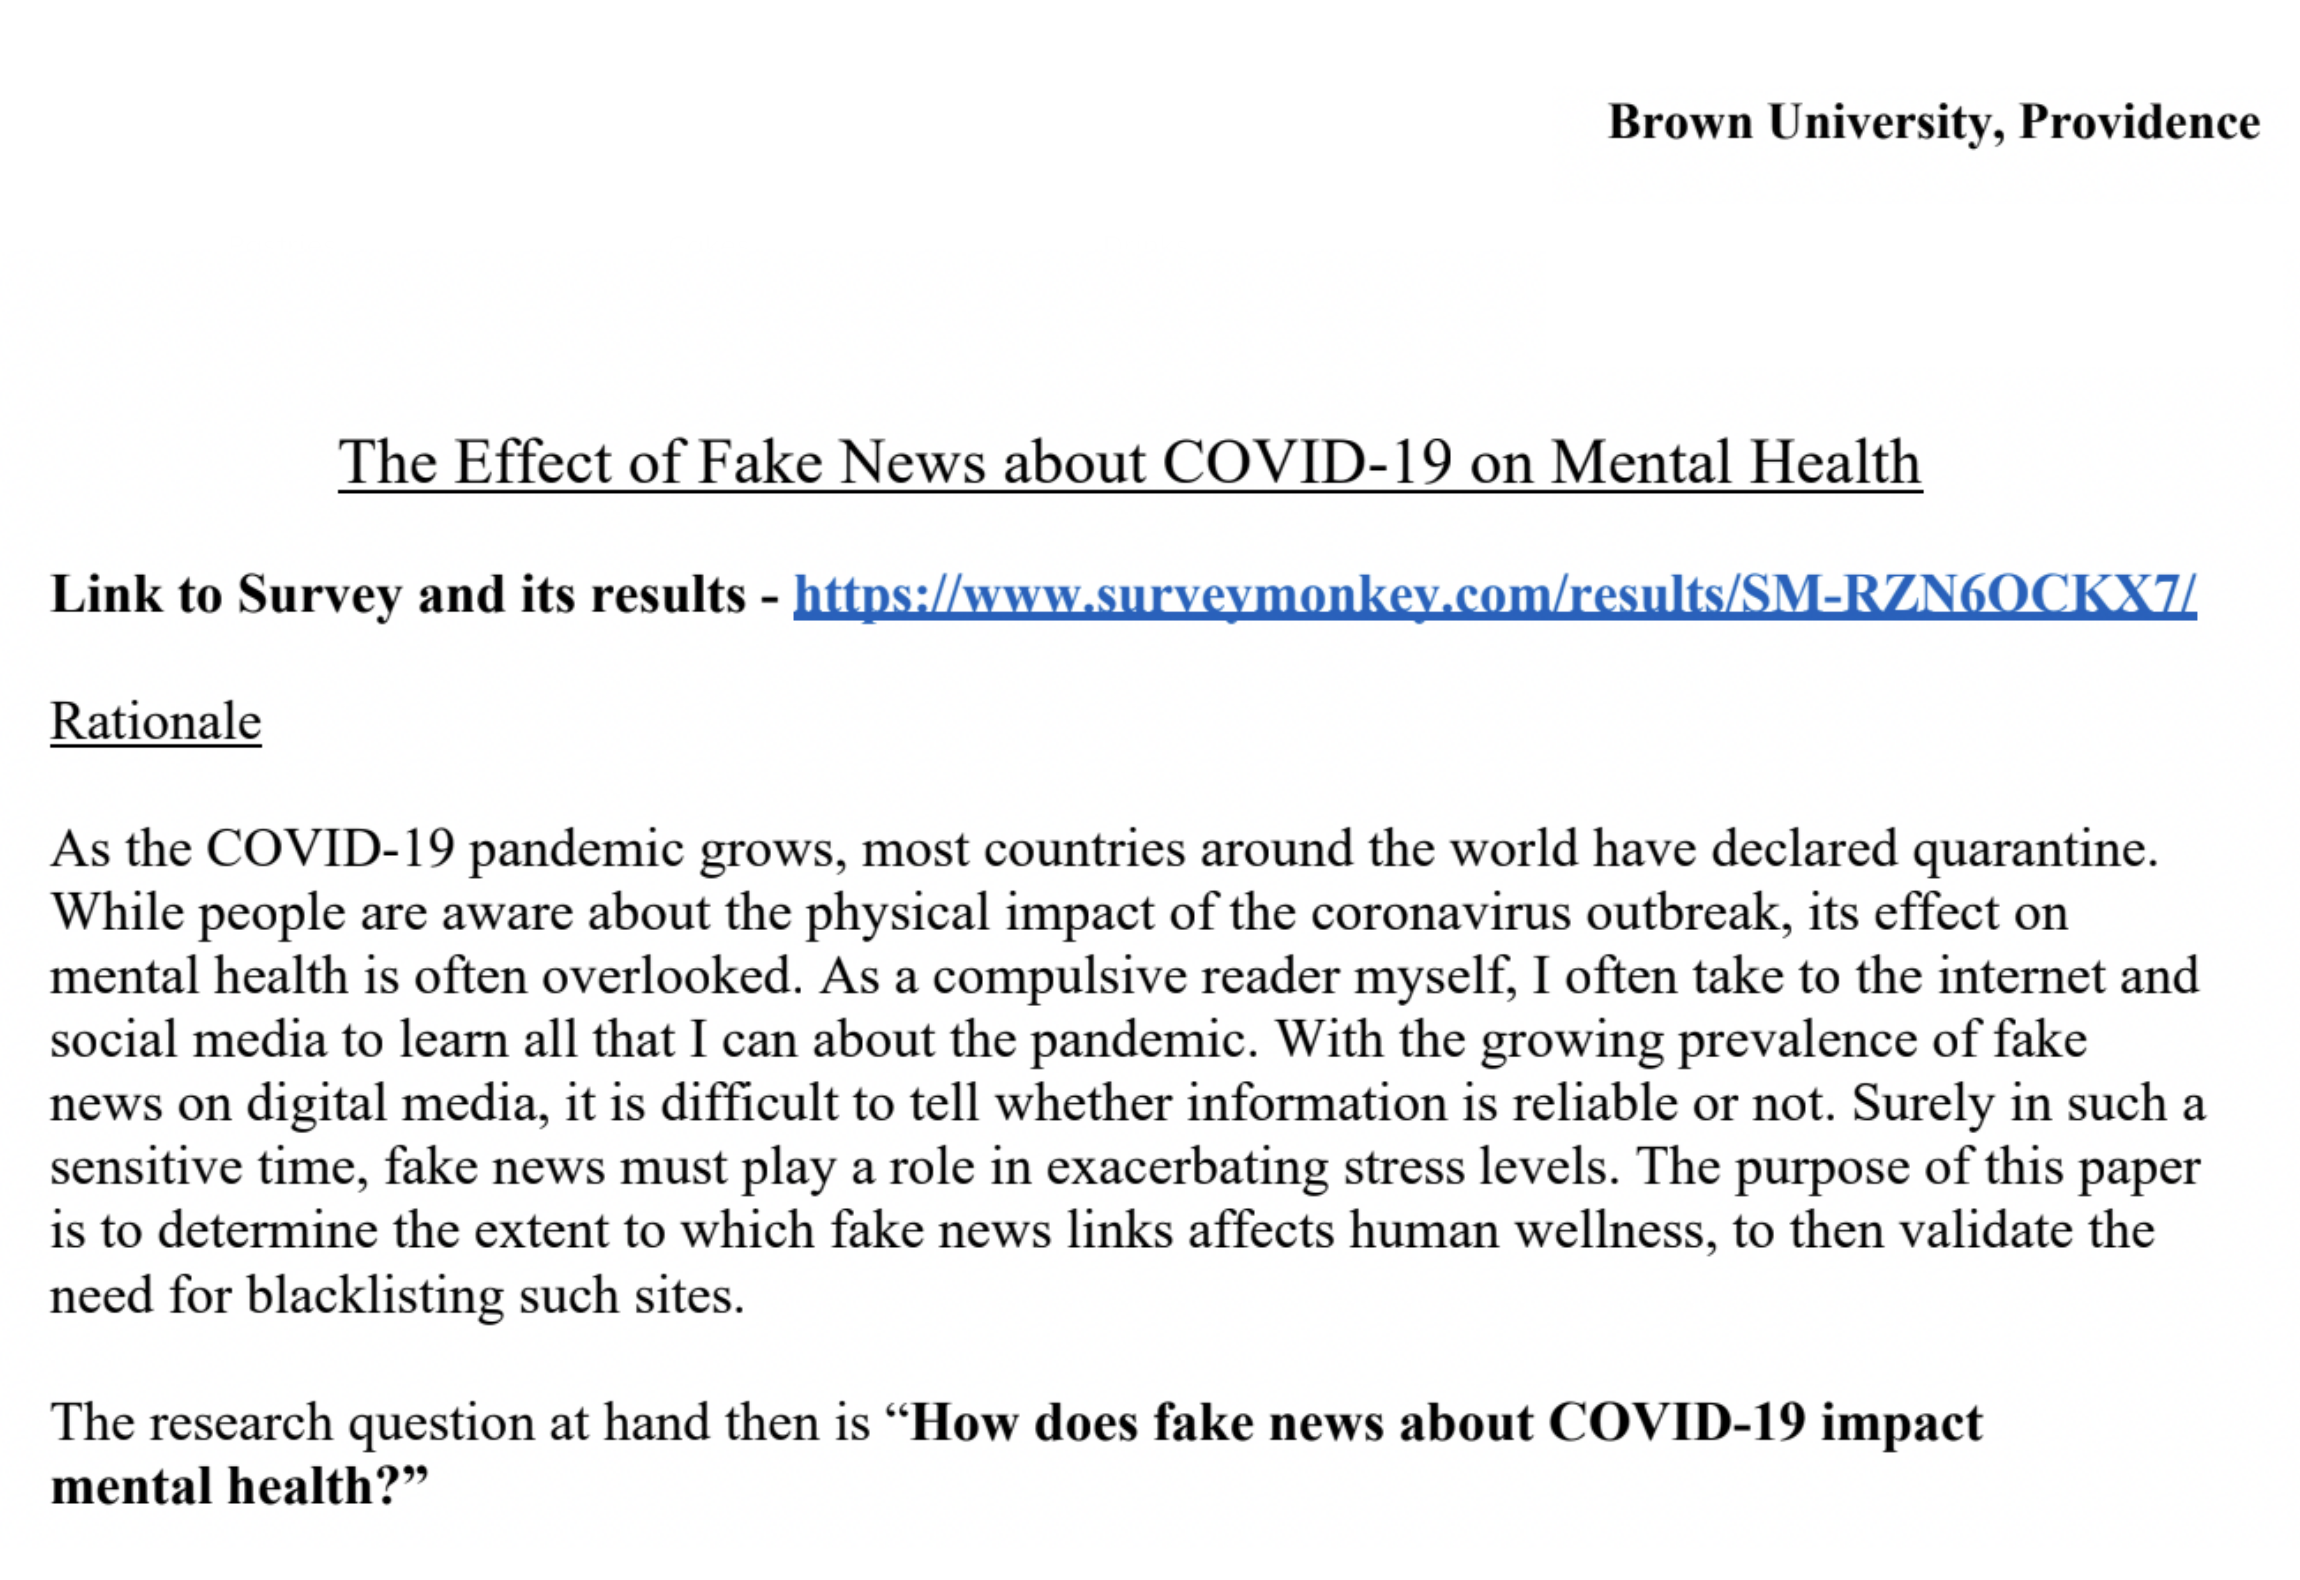 Brown University, Providence
The Effect of Fake News about COVID-19 on Mental Health
Link to Survey and its results - https://www.surveymonkey.com/results/SM-RZN6OCKX7/
Rationale
As the COVID-19 pandemic grows, most countries around the world have declared quarantine.
While people are aware about the physical impact of the coronavirus outbreak, its effect on
mental health is often overlooked. As a compulsive reader myself, I often take to the internet and
social media to learn all that I can about the pandemic. With the growing prevalence of fake
news on digital media, it is difficult to tell whether information is reliable or not. Surely in such a
sensitive time, fake news must play a role in exacerbating stress levels. The purpose of this paper
is to determine the extent to which fake news links affects human wellness, to then validate the
need for blacklisting such sites.
The research question at hand then is “How does fake news about COVID-19 impact
mental health?”